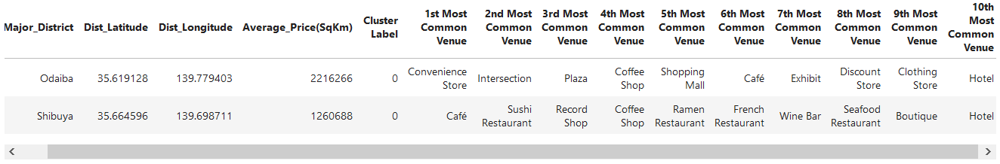 Major_District Dist_Latitude Dist_Longitude Average_Price(SqKm) Cluster Label 1st Most Common Venue 2nd Most Common Venue 3rd Most Common Venue 4th Most Common Venue 5th Most Common Venue 6th Most Common Venue 7th Most Common Venue 8th Most Common Venue 9th Most Common Venue 10th Most Common Venue
Odaiba 35.619128 139.779403 2216266 0 Convenience Store Intersection Plaza Coffee Shop Shopping Mall Café Exhibit Discount Store Clothing Store Hotel
Shibuya 35.664596 139.698711 1260688 0 Café Sushi Restaurant Record Shop Coffee Shop Ramen Restaurant French Restaurant Wine Bar Seafood Restaurant Boutique Hotel